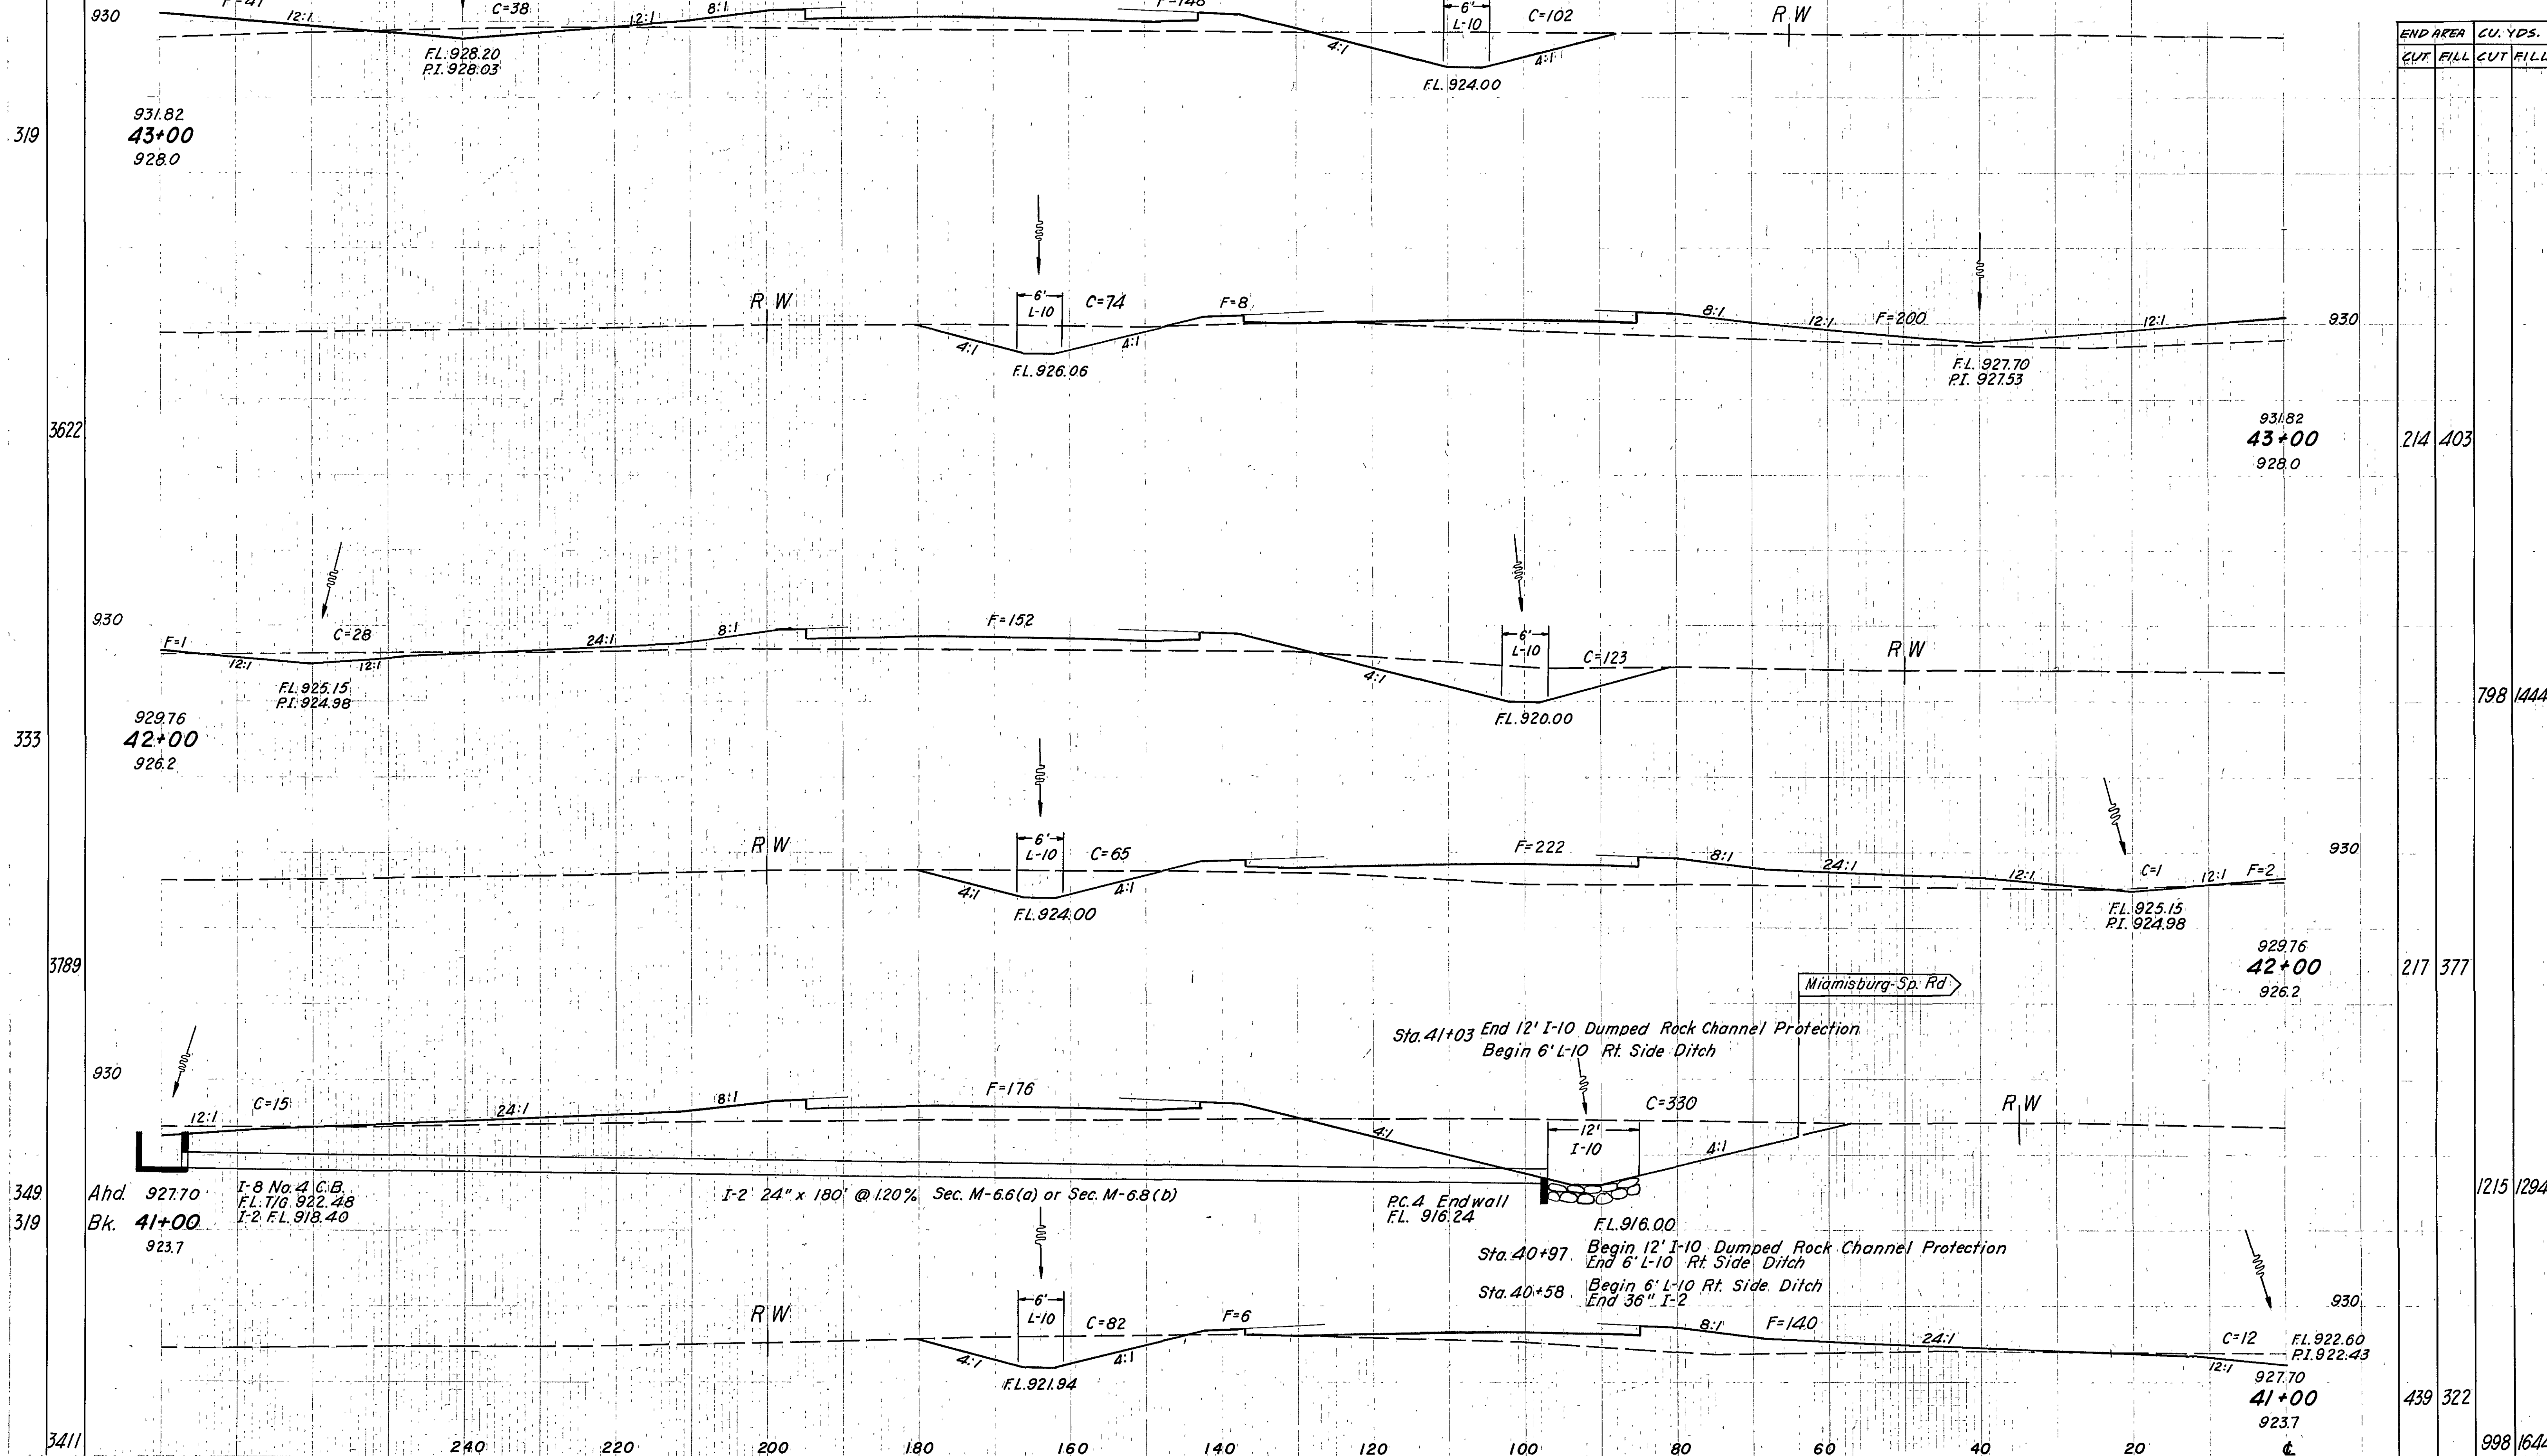 F=41
930
12:1
C=38
12:1
8:1
F=148
6'
L-10
C=102
R W
4:1
4:1
F.L. 928.20
P.I. 928.03
F.L. 924.00
END AREA CU. YDS.
CUT FILL CUT FILL
319
931.82
43+00
928.0
R W
6'
L-10
C=74
F=8
8:1
12:1
F=200
12:1
930
4:1
4:1
F.L. 926.06
F.L. 927.70
P.I. 927.53
3622
931.82
43+00
928.0
214 403
930
F=1
12:1
C=28
12:1
24:1
8:1
F=152
4:1
6'
L-10
C=123
R W
F.L. 925.15
P.I. 924.98
F.L. 920.00
798 1444
333
929.76
42+00
926.2
R W
6'
L-10
C=65
F=222
8:1
24:1
12:1
C=1
12:1
F=2
930
4:1
4:1
F.L. 924.00
F.L. 925.15
P.I. 924.98
3789
929.76
42+00
926.2
217 377
Miamisburg-Sp. Rd
Sta. 41+03 End 12' I-10 Dumped Rock Channel Protection
Begin 6' L-10 Rt. Side Ditch
930
12:1
C=15
24:1
8:1
F=176
4:1
12'
I-10
C=330
4:1
R W
349
319
Ahd. 927.70
Bk. 41+00
923.7
I-8 No. 4 C.B.
F.L. T/G 922.48
I-2 F.L. 918.40
I-2 24" x 180' @ 1.20% Sec. M-6.6(a) or Sec. M-6.8(b)
P.C. 4 Endwall
F.L. 916.24
F.L. 916.00
1215 1294
Sta. 40+97 Begin 12' I-10 Dumped Rock Channel Protection
End 6' L-10 Rt. Side Ditch
Sta. 40+58 Begin 6' L-10 Rt. Side Ditch
End 36" I-2
R W
6'
L-10
C=82
F=6
8:1
F=140
24:1
C=12
12:1
930
F.L. 922.60
P.I. 922.43
4:1
4:1
F.L. 921.94
927.70
41+00
923.7
439 322
3411
240 220 200 180 160 140 120 100 80 60 40 20 ℄
998 1644